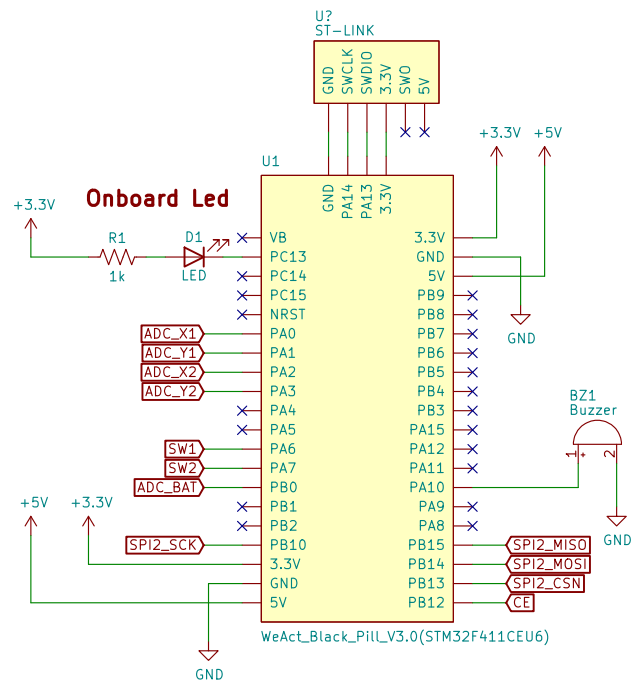 U?
ST-LINK
GND
SWCLK
SWDIO
3.3V
SWO
5V
+3.3V
+5V
U1
GND
PA14
PA13
3.3V
Onboard Led
+3.3V
R1
1k
D1
LED
VB
PC13
PC14
PC15
NRST
ADC_X1
PA0
ADC_Y1
PA1
ADC_X2
PA2
ADC_Y2
PA3
PA4
PA5
SW1
PA6
SW2
PA7
ADC_BAT
PB0
PB1
PB2
SPI2_SCK
PB10
3.3V
GND
5V
+5V
+3.3V
GND
3.3V
GND
5V
PB9
PB8
PB7
PB6
PB5
PB4
PB3
PA15
PA12
PA11
PA10
PA9
PA8
PB15
SPI2_MISO
PB14
SPI2_MOSI
PB13
SPI2_CSN
PB12
CE
GND
BZ1
Buzzer
1
+
2
GND
WeAct_Black_Pill_V3.0(STM32F411CEU6)